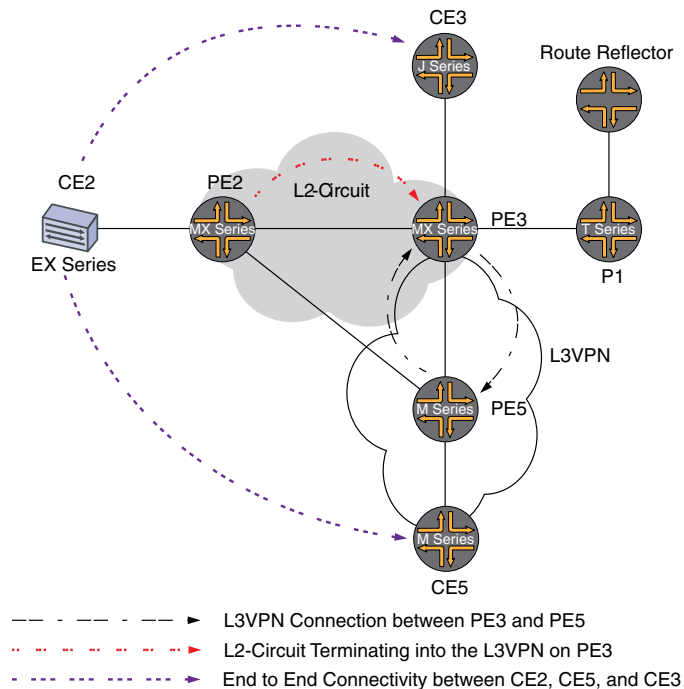 CE3
J Series
Route Reflector
CE2
PE2
L2-Circuit
MX Series
MX Series
PE3
T Series
EX Series
P1
L3VPN
M Series
PE5
M Series
CE5
L3VPN Connection between PE3 and PE5
L2-Circuit Terminating into the L3VPN on PE3
End to End Connectivity between CE2, CE5, and CE3